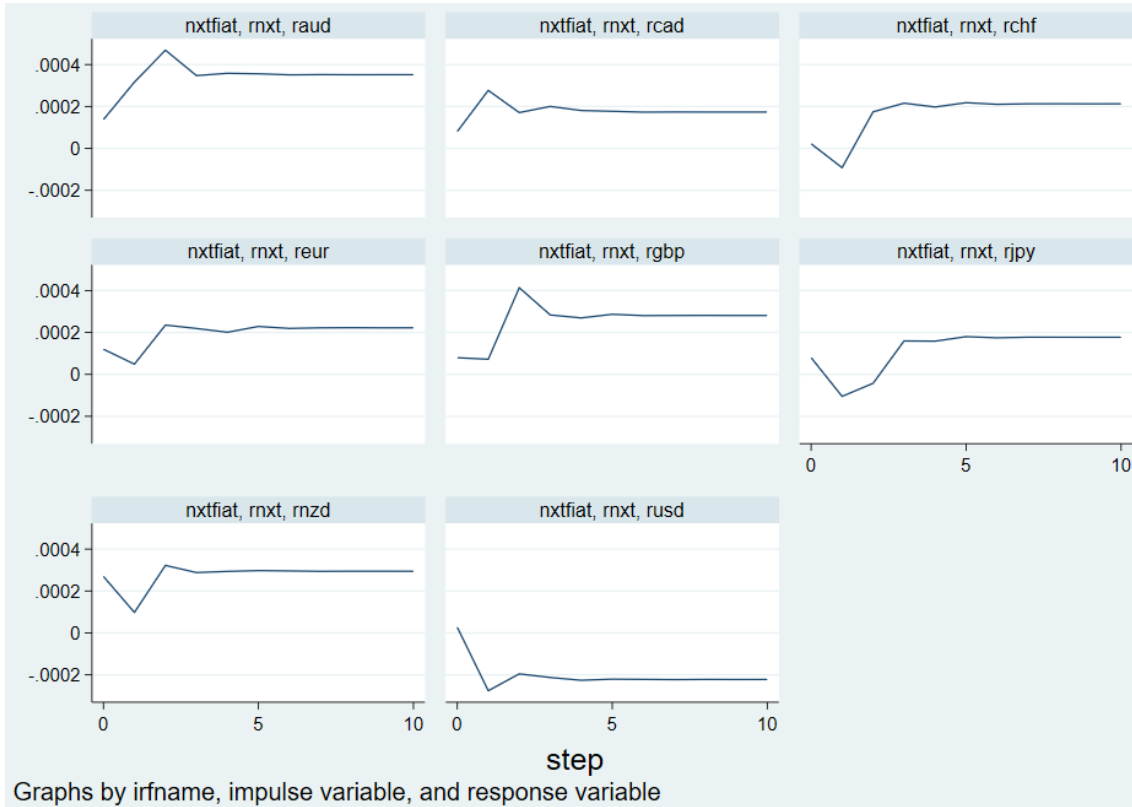 nxtfiat, rnxt, raud nxtfiat, rnxt, rcad nxtfiat, rnxt, rchf
.0004
.0002
0
-.0002
nxtfiat, rnxt, reur nxtfiat, rnxt, rgbp nxtfiat, rnxt, rjpy
.0004
.0002
0
-.0002
0 5 10
nxtfiat, rnxt, rnzd nxtfiat, rnxt, rusd
.0004
.0002
0
-.0002
0 5 10 0 5 10
step
Graphs by irfname, impulse variable, and response variable